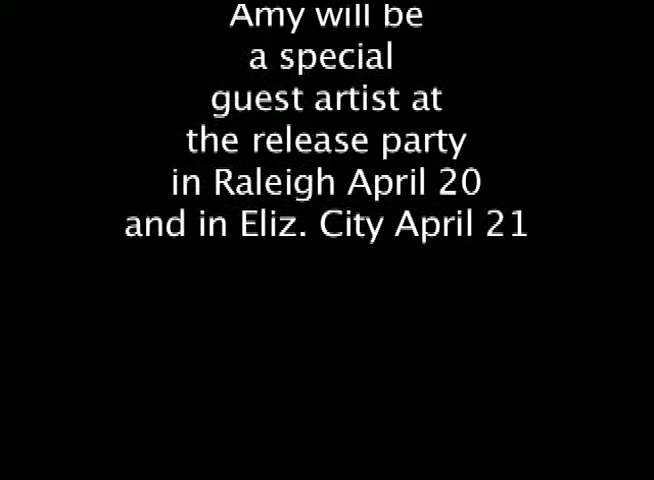 Amy will be
a special
guest artist at
the release party
in Raleigh April 20
and in Eliz. City April 21